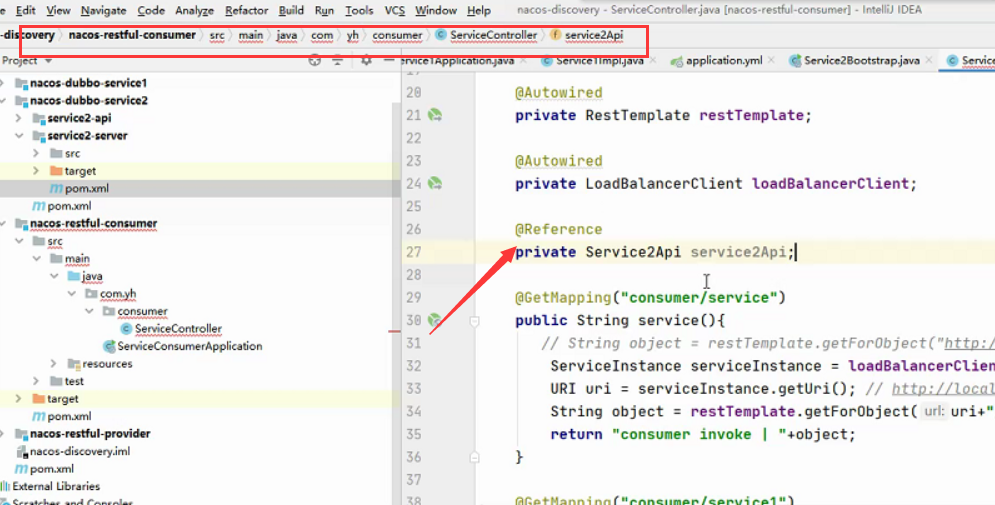 e Edit View Navigate Code Analyze Refactor Build Run Tools VCS Window Help nacos-discovery - ServiceController.java [nacos-restful-consumer] - IntelliJ IDEA
-discovery nacos-restful-consumer src main java com yh consumer ServiceController service2Api
Project
ervice1Application.java Service1Impl.java application.yml Service2Bootstrap.java Service
nacos-dubbo-service1
nacos-dubbo-service2
service2-api
service2-server
src
target
pom.xml
pom.xml
nacos-restful-consumer
src
main
java
com.yh
consumer
ServiceController
ServiceConsumerApplication
resources
test
target
pom.xml
nacos-restful-provider
nacos-discovery.iml
pom.xml
External Libraries
Scratches and Consoles
19
20 @Autowired
21 private RestTemplate restTemplate;
22
23 @Autowired
24 private LoadBalancerClient loadBalancerClient;
25
26 @Reference
27 private Service2Api service2Api;
28
29 @GetMapping("consumer/service")
30 public String service(){
31 // String object = restTemplate.getForObject("http:/
32 ServiceInstance serviceInstance = loadBalancerClien
33 URI uri = serviceInstance.getUri(); // http://local
34 String object = restTemplate.getForObject( url: uri+"
35 return "consumer invoke | "+object;
36 }
37
38 @GetMapping("consumer/service1")